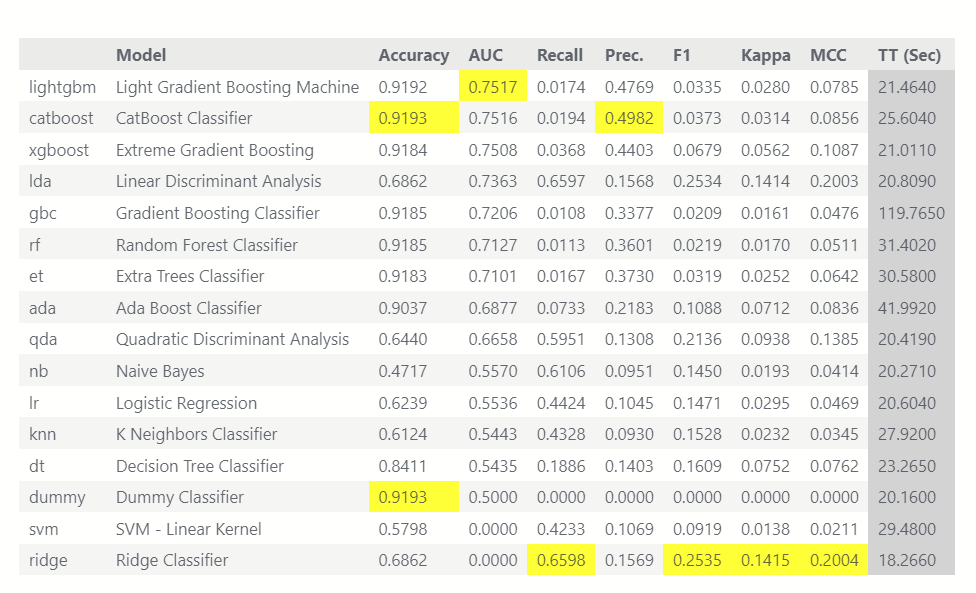 Model Accuracy AUC Recall Prec. F1 Kappa MCC TT (Sec)
lightgbm Light Gradient Boosting Machine 0.9192 0.7517 0.0174 0.4769 0.0335 0.0280 0.0785 21.4640
catboost CatBoost Classifier 0.9193 0.7516 0.0194 0.4982 0.0373 0.0314 0.0856 25.6040
xgboost Extreme Gradient Boosting 0.9184 0.7508 0.0368 0.4403 0.0679 0.0562 0.1087 21.0110
lda Linear Discriminant Analysis 0.6862 0.7363 0.6597 0.1568 0.2534 0.1414 0.2003 20.8090
gbc Gradient Boosting Classifier 0.9185 0.7206 0.0108 0.3377 0.0209 0.0161 0.0476 119.7650
rf Random Forest Classifier 0.9185 0.7127 0.0113 0.3601 0.0219 0.0170 0.0511 31.4020
et Extra Trees Classifier 0.9183 0.7101 0.0167 0.3730 0.0319 0.0252 0.0642 30.5800
ada Ada Boost Classifier 0.9037 0.6877 0.0733 0.2183 0.1088 0.0712 0.0836 41.9920
qda Quadratic Discriminant Analysis 0.6440 0.6658 0.5951 0.1308 0.2136 0.0938 0.1385 20.4190
nb Naive Bayes 0.4717 0.5570 0.6106 0.0951 0.1450 0.0193 0.0414 20.2710
lr Logistic Regression 0.6239 0.5536 0.4424 0.1045 0.1471 0.0295 0.0469 20.6040
knn K Neighbors Classifier 0.6124 0.5443 0.4328 0.0930 0.1528 0.0232 0.0345 27.9200
dt Decision Tree Classifier 0.8411 0.5435 0.1886 0.1403 0.1609 0.0752 0.0762 23.2650
dummy Dummy Classifier 0.9193 0.5000 0.0000 0.0000 0.0000 0.0000 0.0000 20.1600
svm SVM - Linear Kernel 0.5798 0.0000 0.4233 0.1069 0.0919 0.0138 0.0211 29.4800
ridge Ridge Classifier 0.6862 0.0000 0.6598 0.1569 0.2535 0.1415 0.2004 18.2660